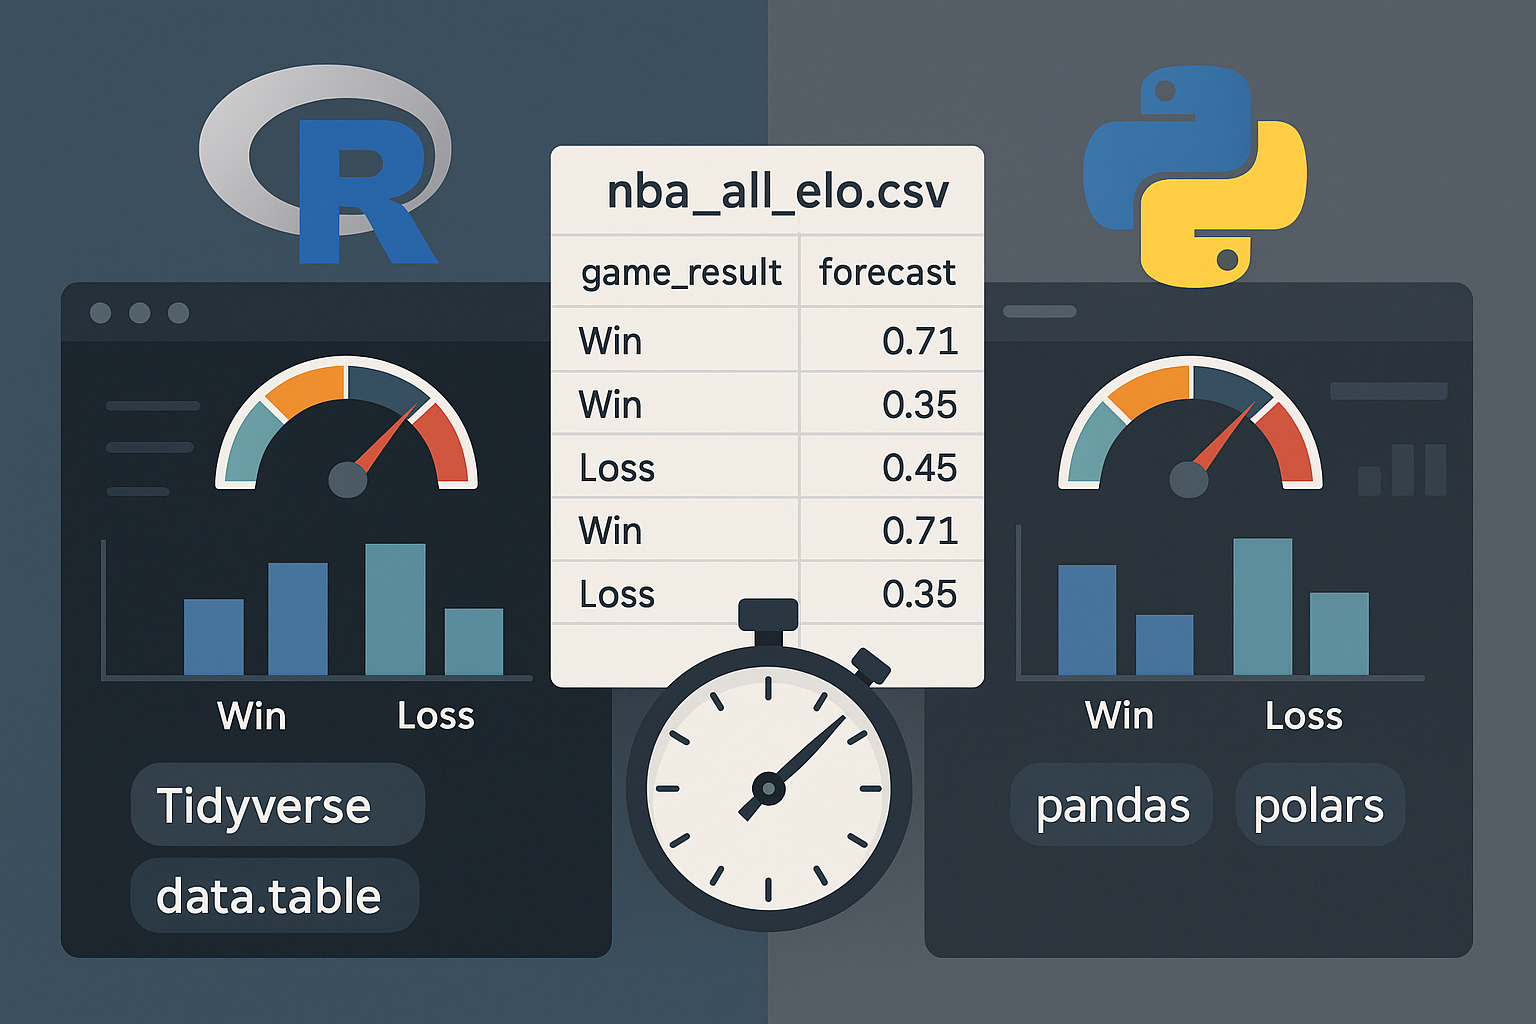 R
nba_all_elo.csv
game_result forecast
Win 0.71
Win 0.35
Loss 0.45
Win 0.71
Loss 0.35
Win Loss
Tidyverse
data.table
Win Loss
pandas polars